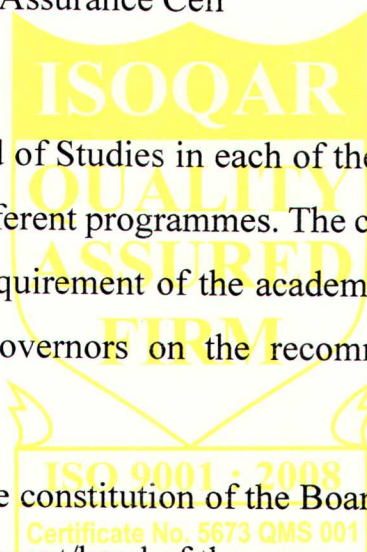 Assurance Cell
ISOQAR
of Studies in each of the
QUALITY
ferent programmes. The c
ASSURED
quirement of the academ
FIRM
overnors on the recomm
ISO 9001 : 2008
e constitution of the Boar
Certificate No. 5673 QMS 001